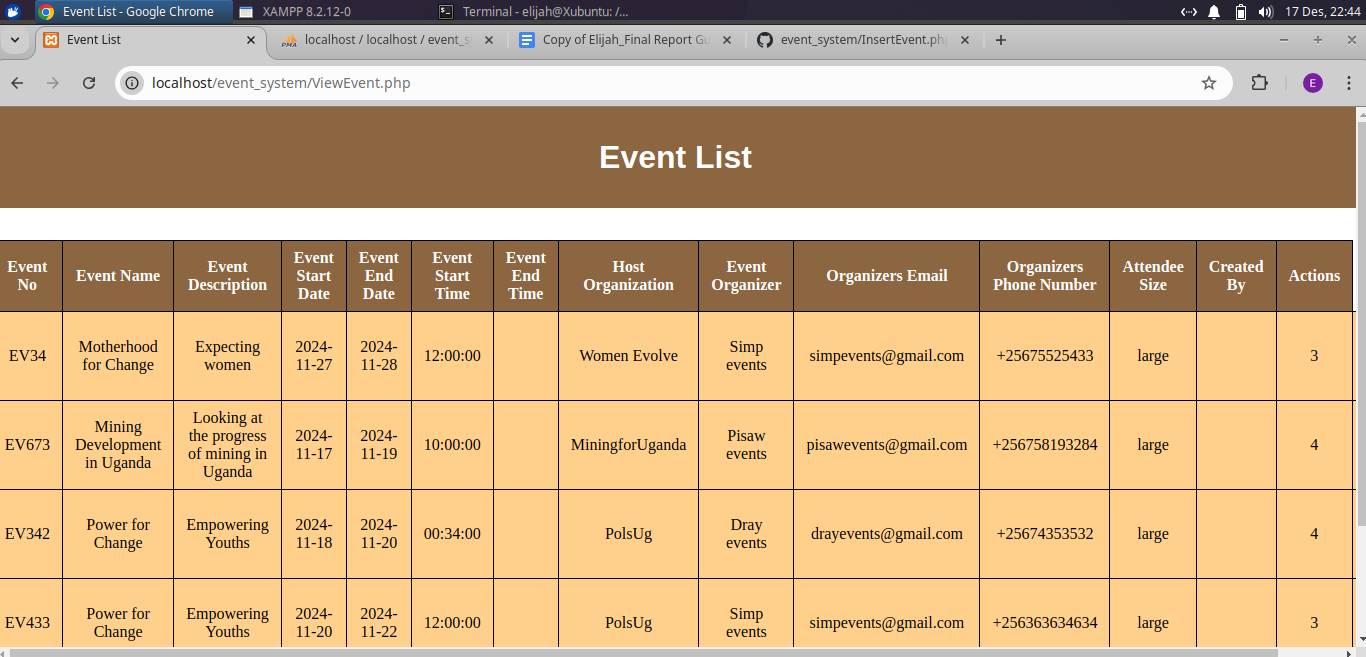 Event List - Google Chrome
XAMPP 8.2.12-0
Terminal - elijah@Xubuntu: /...
17 Des, 22:44
Event List
PMA
localhost / localhost / event_s
Copy of Elijah_Final Report Gu
event_system/InsertEvent.php
localhost/event_system/ViewEvent.php
E
Event List
Event No
Event Name
Event Description
Event Start Date
Event End Date
Event Start Time
Event End Time
Host Organization
Event Organizer
Organizers Email
Organizers Phone Number
Attendee Size
Created By
Actions
EV34
Motherhood for Change
Expecting women
2024-11-27
2024-11-28
12:00:00
Women Evolve
Simp events
simpevents@gmail.com
+25675525433
large
3
EV673
Mining Development in Uganda
Looking at the progress of mining in Uganda
2024-11-17
2024-11-19
10:00:00
MiningforUganda
Pisaw events
pisawevents@gmail.com
+256758193284
large
4
EV342
Power for Change
Empowering Youths
2024-11-18
2024-11-20
00:34:00
PolsUg
Dray events
drayevents@gmail.com
+25674353532
large
4
EV433
Power for Change
Empowering Youths
2024-11-20
2024-11-22
12:00:00
PolsUg
Simp events
simpevents@gmail.com
+256363634634
large
3